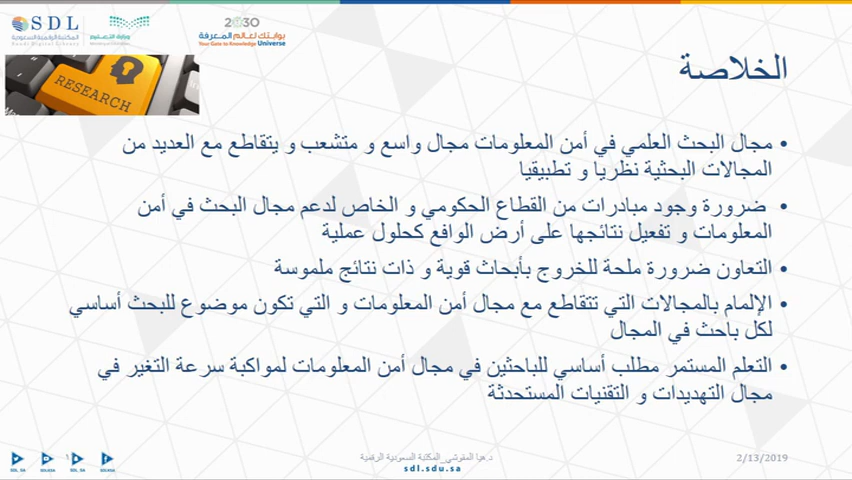 SDL
المكتبة الرقمية السعودية
Saudi Digital Library
وزارة التعليم
2030
بوابتك لعالم المعرفة
Your Gate to Knowledge Universe
RESEARCH
الخلاصة
• مجال البحث العلمي في أمن المعلومات مجال واسع و متشعب و يتقاطع مع العديد من
المجالات البحثية نظريا و تطبيقيا
• ضرورة وجود مبادرات من القطاع الحكومي و الخاص لدعم مجال البحث في أمن
المعلومات و تفعيل نتائجها على أرض الواقع كحلول عملية
• التعاون ضرورة ملحة للخروج بأبحاث قوية و ذات نتائج ملموسة
• الإلمام بالمجالات التي تتقاطع مع مجال أمن المعلومات و التي تكون موضوع للبحث أساسي
لكل باحث في المجال
• التعلم المستمر مطلب أساسي للباحثين في مجال أمن المعلومات لمواكبة سرعة التغير في
مجال التهديدات و التقنيات المستحدثة
2/13/2019
المكتبة السعودية الرقمية
sdl.sdu.sa